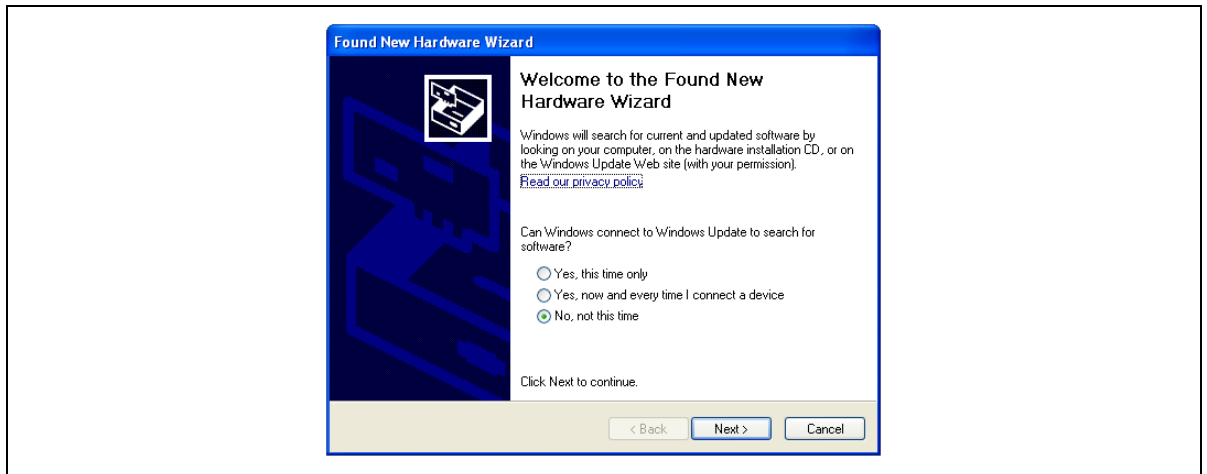 Found New Hardware Wizard
Welcome to the Found New
Hardware Wizard
Windows will search for current and updated software by
looking on your computer, on the hardware installation CD, or on
the Windows Update Web site (with your permission).
Read our privacy policy
Can Windows connect to Windows Update to search for
software?
Yes, this time only
Yes, now and every time I connect a device
No, not this time
Click Next to continue.
< Back Next > Cancel